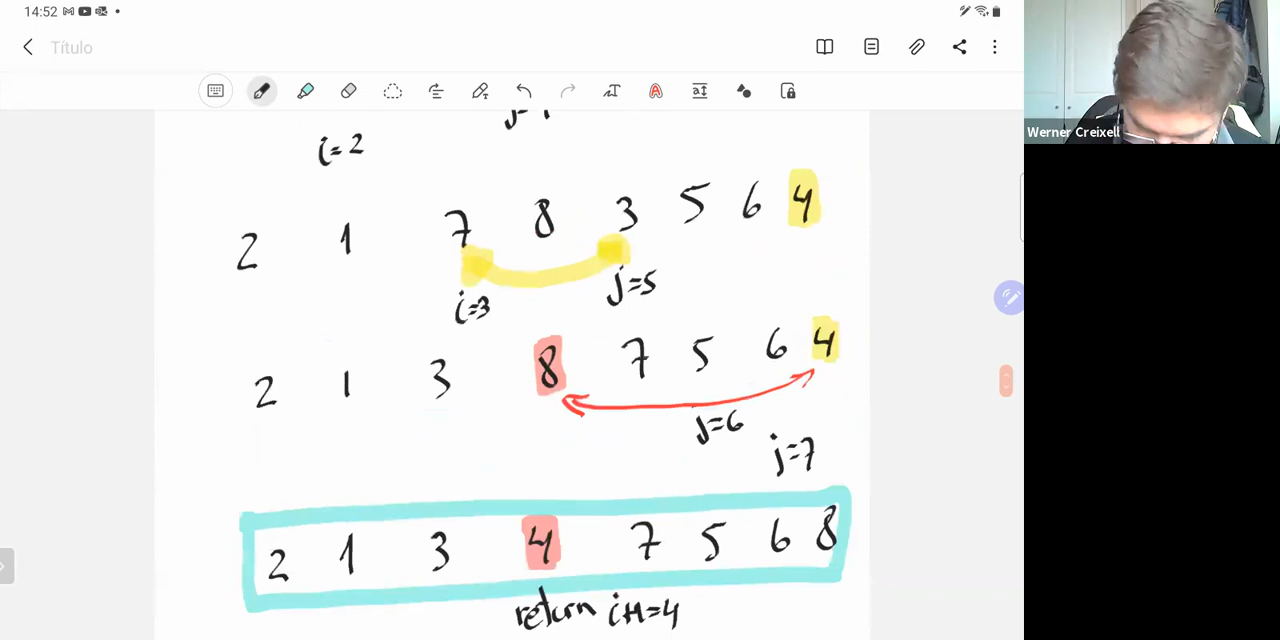 14:52
Título
Werner Creixell
i=2
2 1 7 8 3 5 6 4
i=3 j=5
2 1 3 8 7 5 6 4
j=6
j=7
2 1 3 4 7 5 6 8
return i+1=4